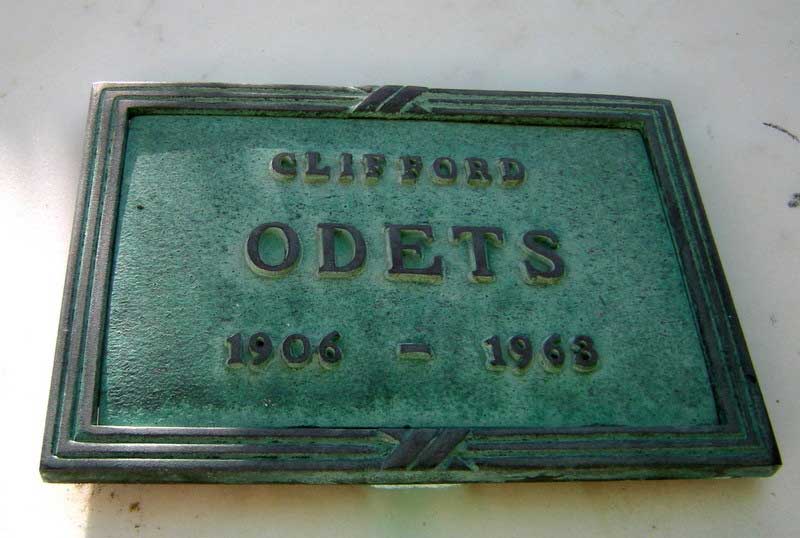 CLIFFORD
ODETS
1906 - 1963